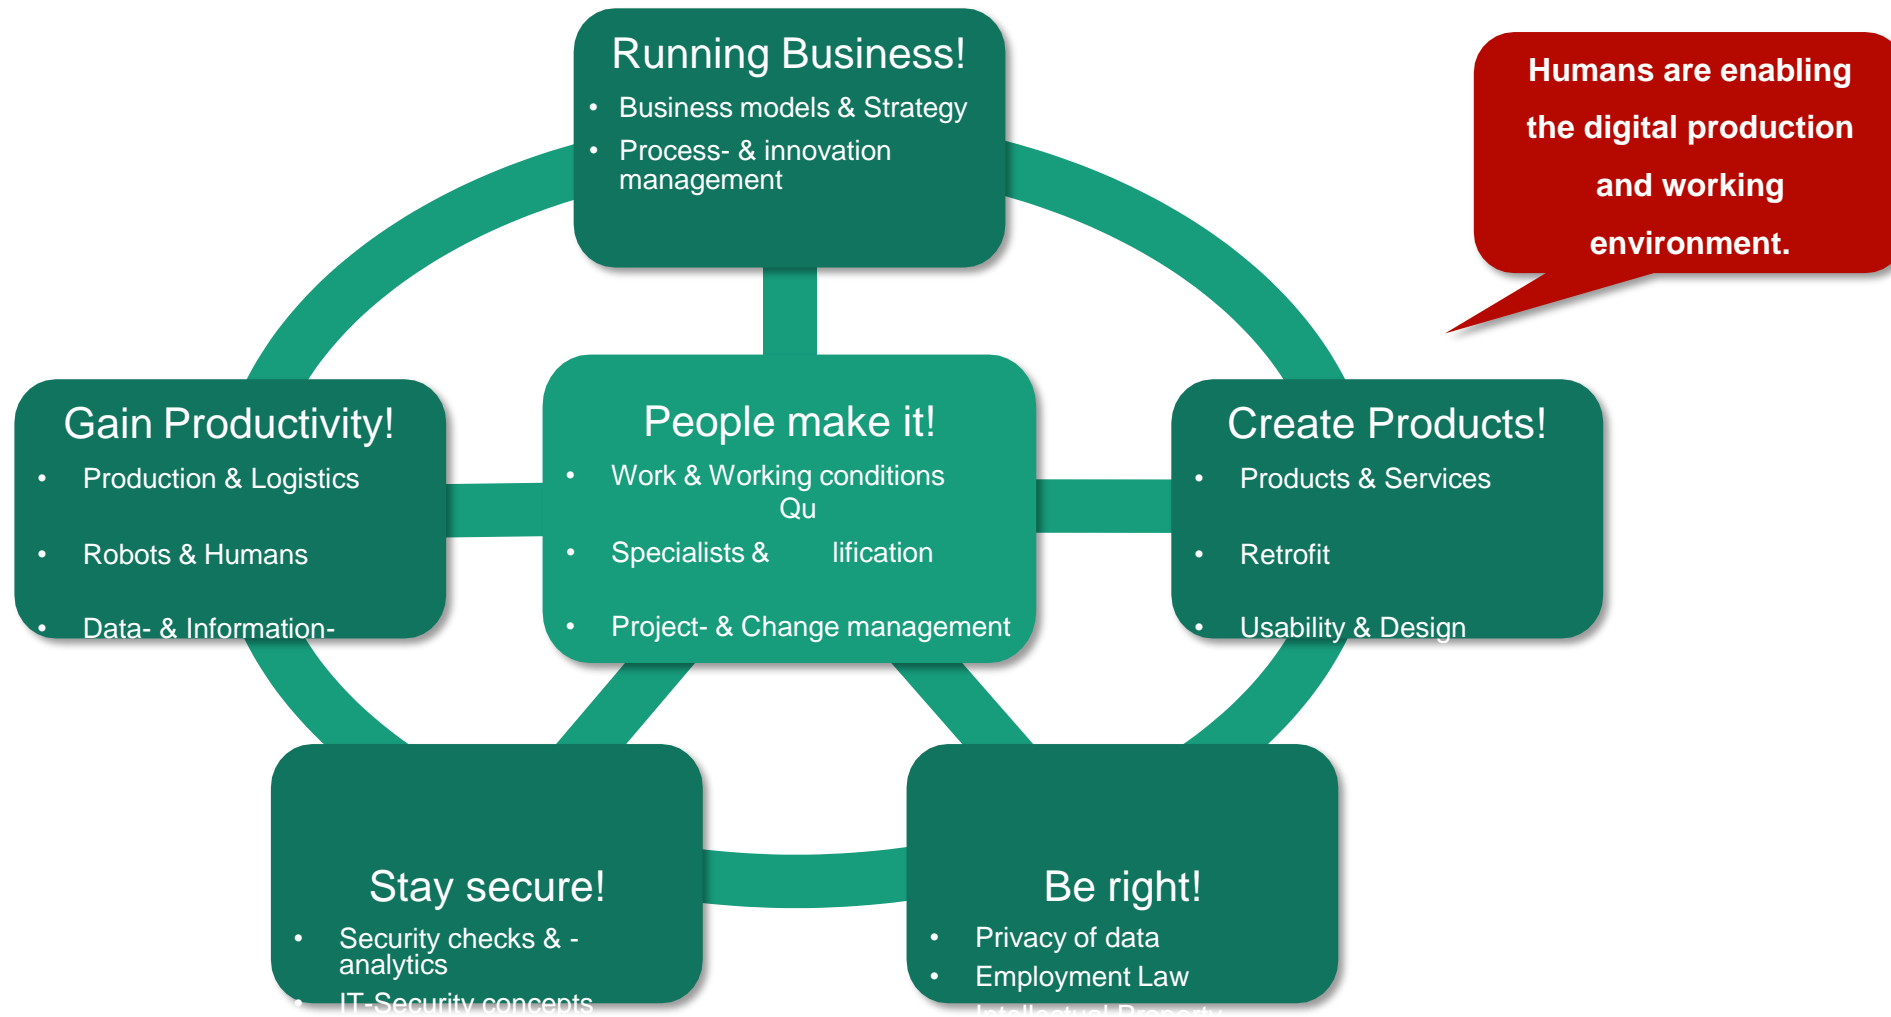 Running Business!
• Business models & Strategy
• Process- & innovation
management
Humans are enabling
the digital production
and working
environment.
Gain Productivity!
• Production & Logistics
• Robots & Humans
• Data- & Information-
People make it!
• Work & Working conditions
Qu
• Specialists & lification
• Project- & Change management
Create Products!
• Products & Services
• Retrofit
• Usability & Design
Stay secure!
• Security checks & -
analytics
• IT-Security concepts
Be right!
• Privacy of data
• Employment Law
Intellectual Property